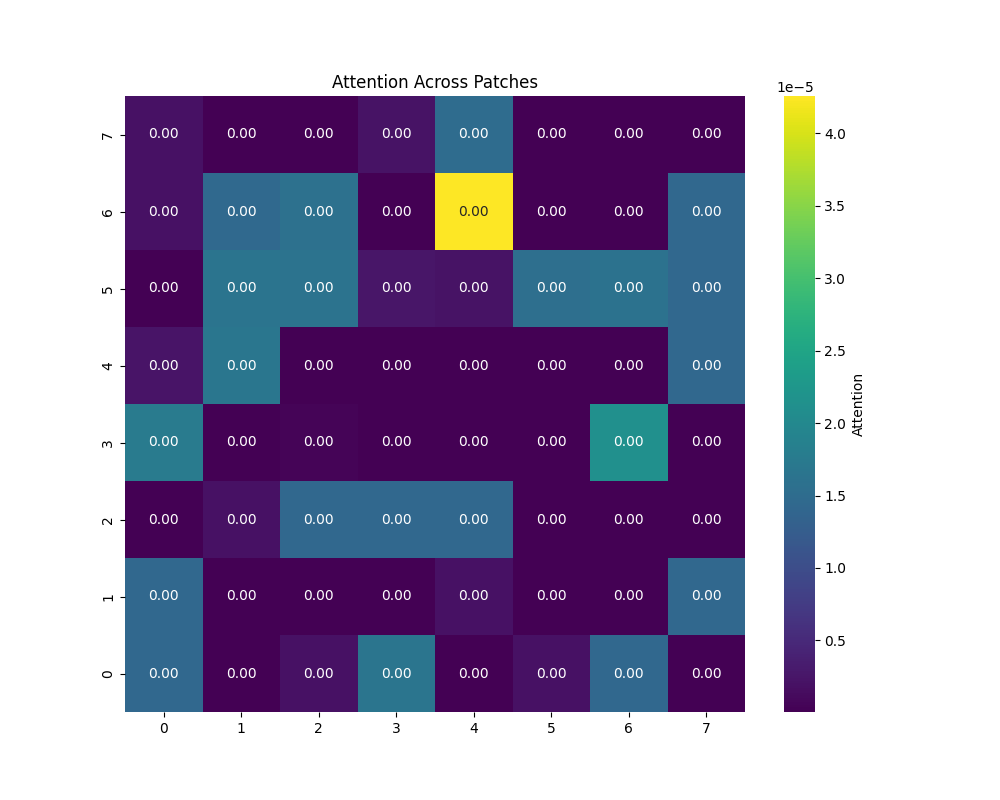 Attention Across Patches
1e−5
7 0.00 0.00 0.00 0.00 0.00 0.00 0.00 0.00
6 0.00 0.00 0.00 0.00 0.00 0.00 0.00 0.00
5 0.00 0.00 0.00 0.00 0.00 0.00 0.00 0.00
4 0.00 0.00 0.00 0.00 0.00 0.00 0.00 0.00
3 0.00 0.00 0.00 0.00 0.00 0.00 0.00 0.00
2 0.00 0.00 0.00 0.00 0.00 0.00 0.00 0.00
1 0.00 0.00 0.00 0.00 0.00 0.00 0.00 0.00
0 0.00 0.00 0.00 0.00 0.00 0.00 0.00 0.00
0 1 2 3 4 5 6 7
4.0
3.5
3.0
2.5
2.0
1.5
1.0
0.5
Attention